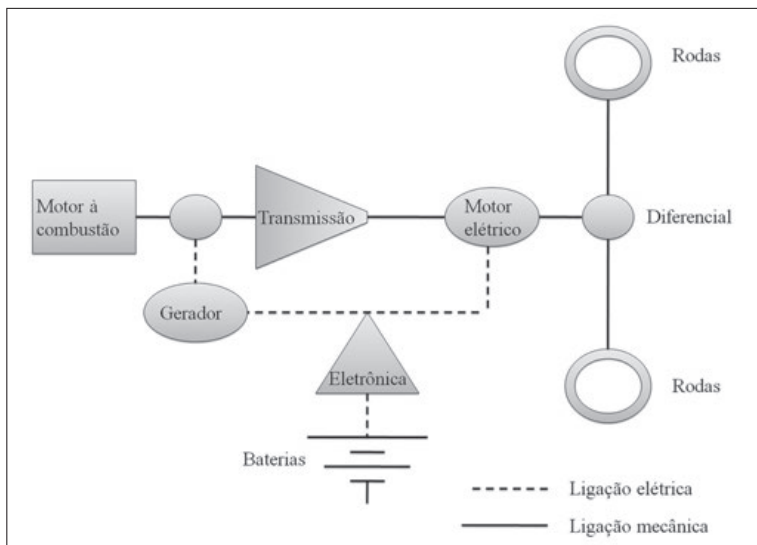 Rodas
Motor à
combustão
Transmissão
Motor
elétrico
Diferencial
Gerador
Eletrônica
Rodas
Baterias
Ligação elétrica
Ligação mecânica